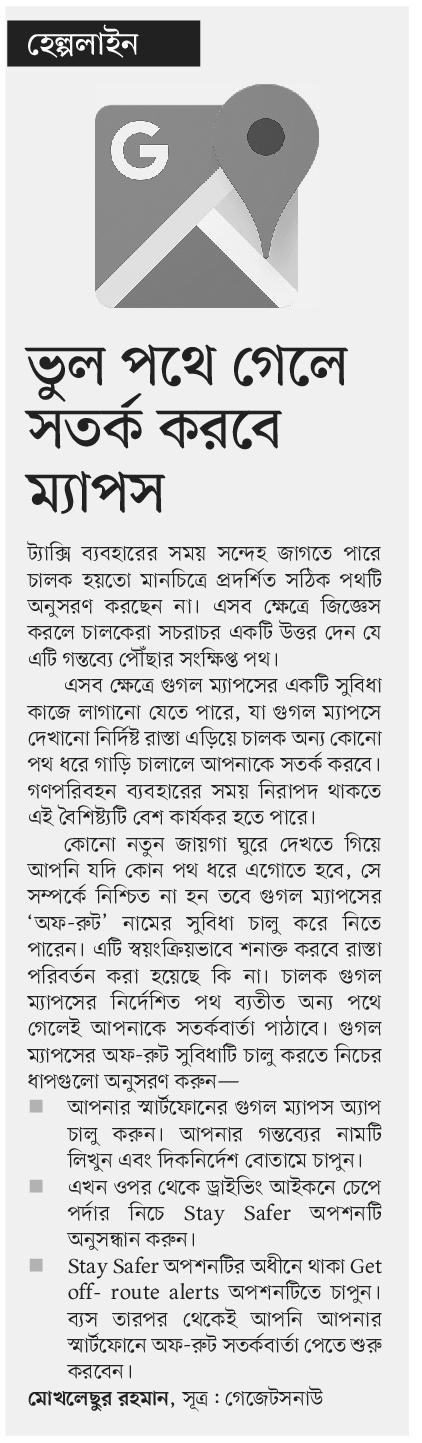 হেল্পলাইন
G
ভুল পথে গেলে
সতর্ক করবে
ম্যাপস
ট্যাক্সি ব্যবহারের সময় সন্দেহ জাগতে পারে
চালক হয়তো মানচিত্রে প্রদর্শিত সঠিক পথটি
অনুসরণ করছেন না। এসব ক্ষেত্রে জিজ্ঞেস
করলে চালকেরা সচরাচর একটি উত্তর দেন যে
এটি গন্তব্যে পৌঁছার সংক্ষিপ্ত পথ।
এসব ক্ষেত্রে গুগল ম্যাপসের একটি সুবিধা
কাজে লাগানো যেতে পারে, যা গুগল ম্যাপসে
দেখানো নির্দিষ্ট রাস্তা এড়িয়ে চালক অন্য কোনো
পথ ধরে গাড়ি চালালে আপনাকে সতর্ক করবে।
গণপরিবহন ব্যবহারের সময় নিরাপদ থাকতে
এই বৈশিষ্ট্যটি বেশ কার্যকর হতে পারে।
কোনো নতুন জায়গা ঘুরে দেখতে গিয়ে
আপনি যদি কোন পথ ধরে এগোতে হবে, সে
সম্পর্কে নিশ্চিত না হন তবে গুগল ম্যাপসের
‘অফ-রুট’ নামের সুবিধা চালু করে নিতে
পারেন। এটি স্বয়ংক্রিয়ভাবে শনাক্ত করবে রাস্তা
পরিবর্তন করা হয়েছে কি না। চালক গুগল
ম্যাপসের নির্দেশিত পথ ব্যতীত অন্য পথে
গেলেই আপনাকে সতর্কবার্তা পাঠাবে। গুগল
ম্যাপসের অফ-রুট সুবিধাটি চালু করতে নিচের
ধাপগুলো অনুসরণ করুন—
■ আপনার স্মার্টফোনের গুগল ম্যাপস অ্যাপ
চালু করুন। আপনার গন্তব্যের নামটি
লিখুন এবং দিকনির্দেশ বোতামে চাপুন।
■ এখন ওপর থেকে ড্রাইভিং আইকনে চেপে
পর্দার নিচে Stay Safer অপশনটি
অনুসন্ধান করুন।
■ Stay Safer অপশনটির অধীনে থাকা Get
off- route alerts অপশনটিতে চাপুন।
ব্যস তারপর থেকেই আপনি আপনার
স্মার্টফোনে অফ-রুট সতর্কবার্তা পেতে শুরু
করবেন।
মোখলেছুর রহমান, সূত্র : গেজেটসনাউ